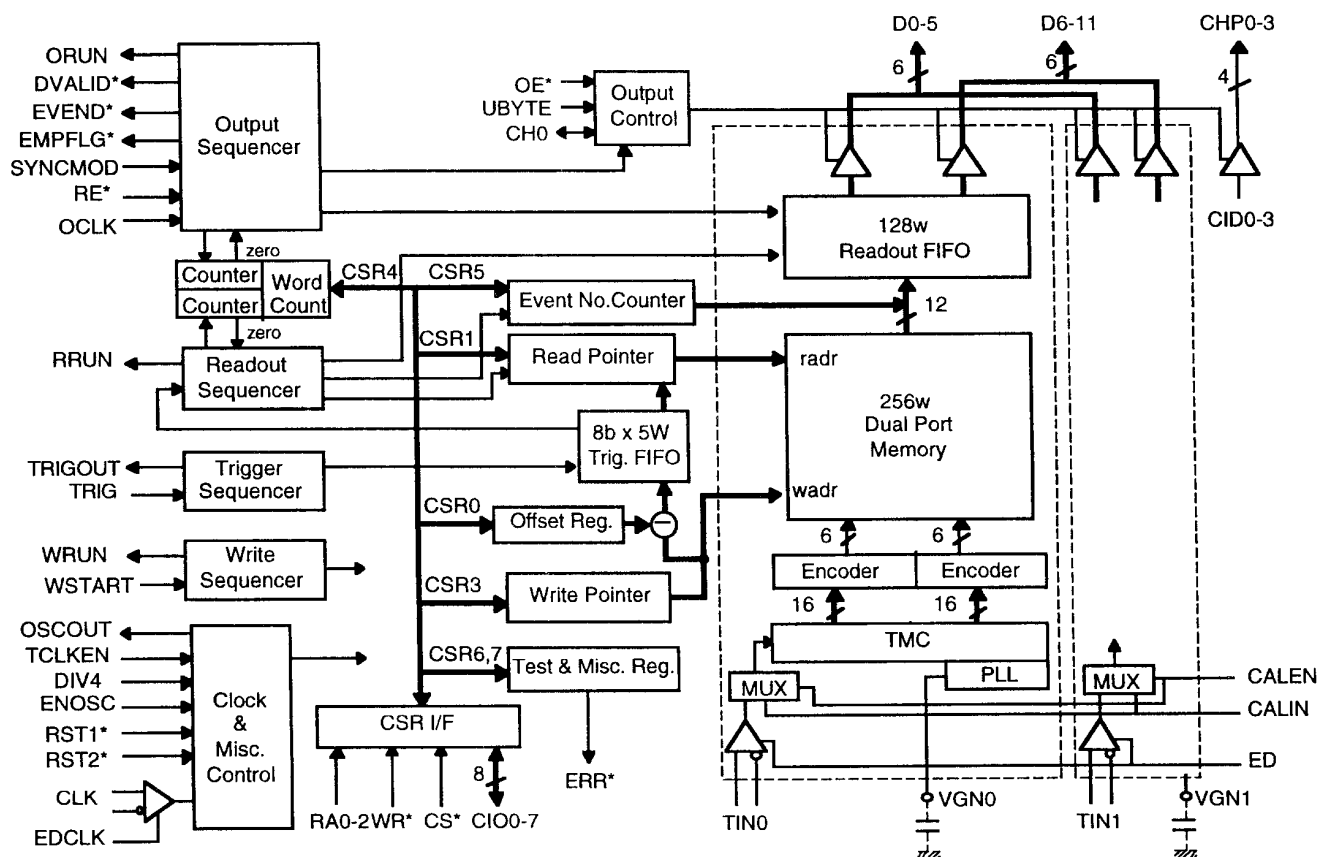 D0-5
D6-11
CHP0-3
ORUN
DVALID*
EVEND*
EMPFLG*
SYNCMOD
RE*
OCLK
Output
Sequencer
OE*
UBYTE
CH0
Output
Control
6
6
4
CID0-3
128w
Readout FIFO
zero
Counter
Counter
Word
Count
zero
CSR4
CSR5
Event No.Counter
12
RRUN
Readout
Sequencer
CSR1
Read Pointer
radr
256w
Dual Port
Memory
wadr
8b x 5W
Trig. FIFO
TRIGOUT
TRIG
Trigger
Sequencer
CSR0
Offset Reg.
−
WRUN
WSTART
Write
Sequencer
6
6
Encoder
Encoder
CSR3
Write Pointer
16
16
TMC
PLL
OSCOUT
TCLKEN
DIV4
ENOSC
RST1*
RST2*
CLK
EDCLK
Clock
&
Misc.
Control
CSR6,7
Test & Misc. Reg.
MUX
MUX
CALEN
CALIN
ED
CSR I/F
8
ERR*
RA0-2
WR*
CS*
CIO0-7
TIN0
VGN0
TIN1
VGN1